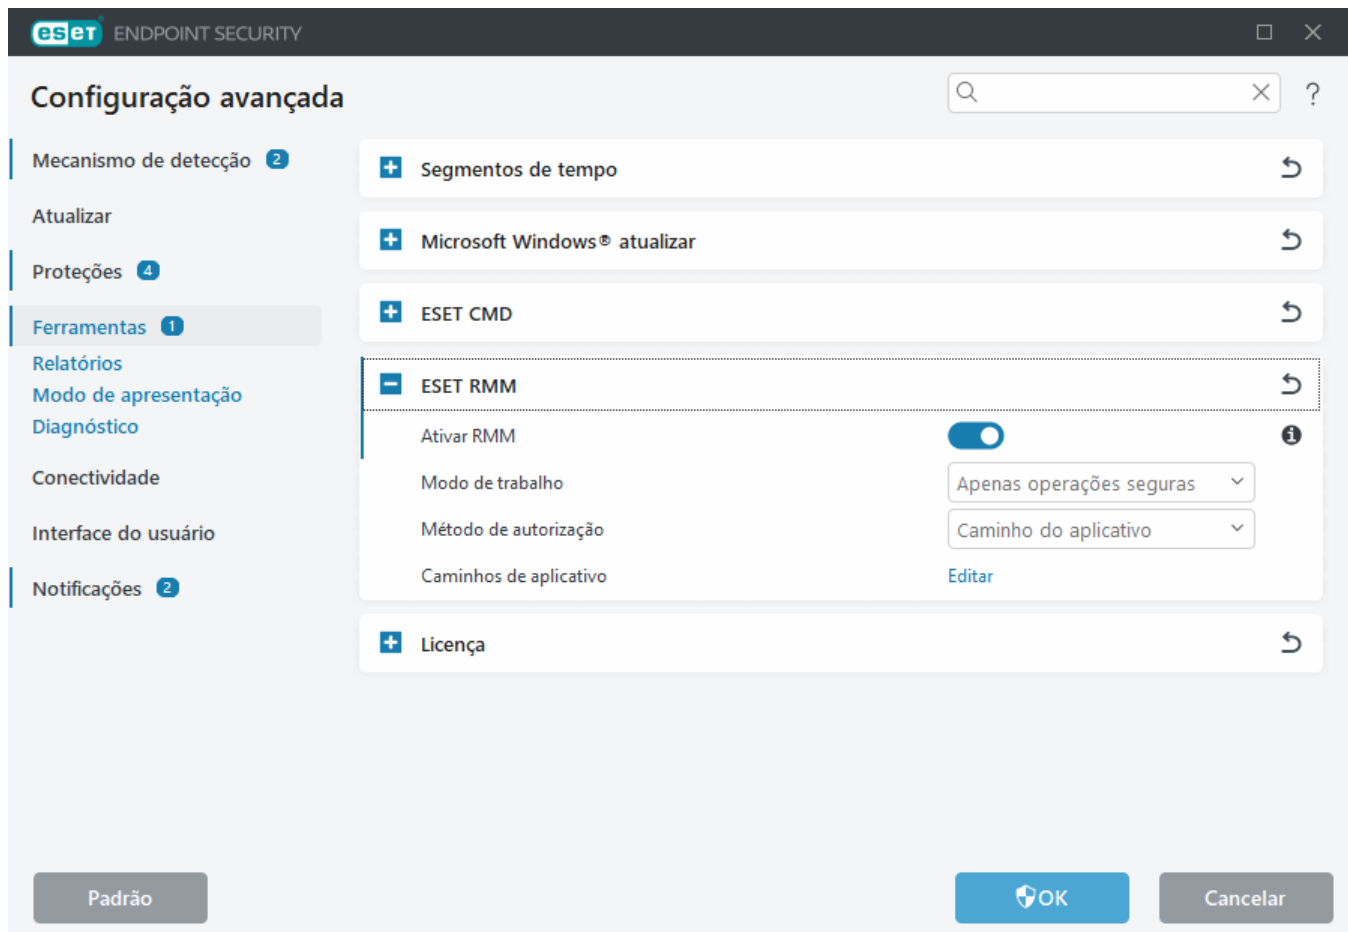 eset ENDPOINT SECURITY
Configuração avançada
?
Mecanismo de detecção 2
Atualizar
Proteções 4
Ferramentas 1
Relatórios
Modo de apresentação
Diagnóstico
Conectividade
Interface do usuário
Notificações 2
Segmentos de tempo
Microsoft Windows® atualizar
ESET CMD
ESET RMM
Ativar RMM
Modo de trabalho Apenas operações seguras
Método de autorização Caminho do aplicativo
Caminhos de aplicativo Editar
Licença
Padrão OK Cancelar